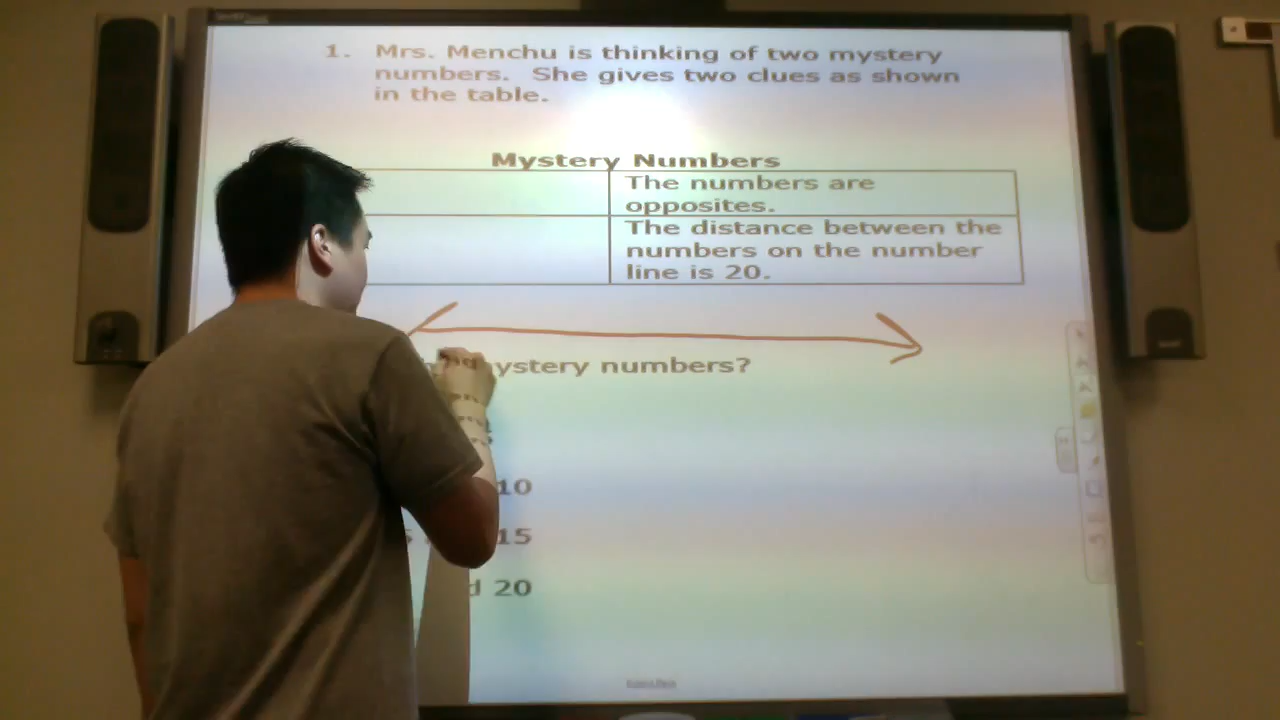 1. Mrs. Menchu is thinking of two mystery
numbers. She gives two clues as shown
in the table.
Mystery Numbers
The numbers are
opposites.
The distance between the
numbers on the number
line is 20.
mystery numbers?
10
15
20